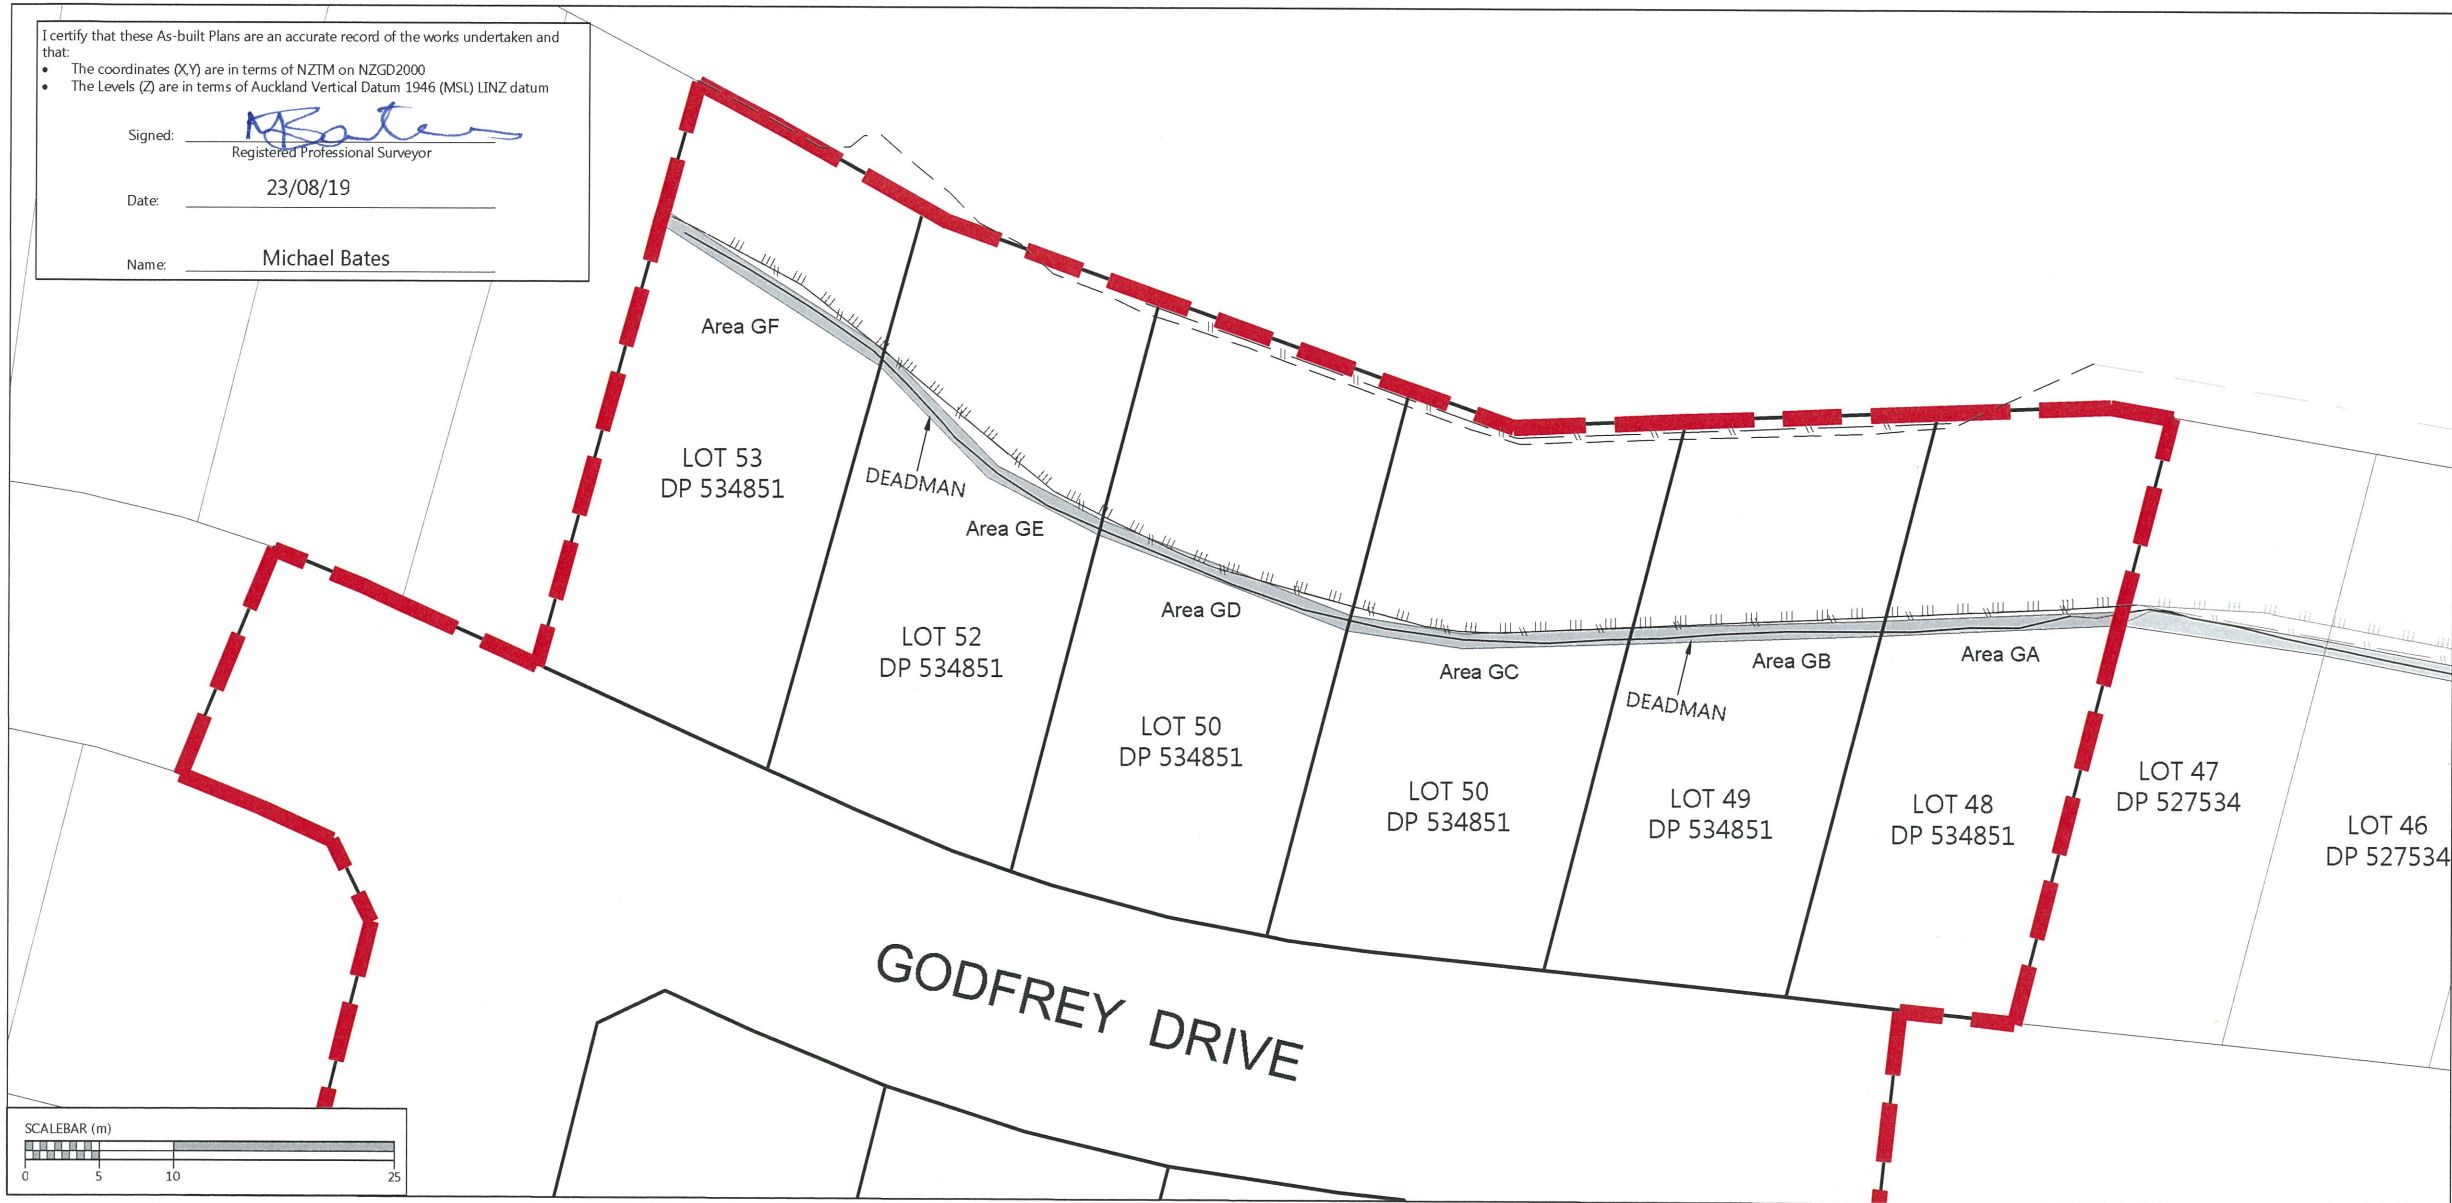 I certify that these As-built Plans are an accurate record of the works undertaken and
that:
• The coordinates (X,Y) are in terms of NZTM on NZGD2000
• The Levels (Z) are in terms of Auckland Vertical Datum 1946 (MSL) LINZ datum
Signed:
Registered Professional Surveyor
Date: 23/08/19
Name: Michael Bates
Area GF
LOT 53
DP 534851
DEADMAN
Area GE
LOT 52
DP 534851
Area GD
LOT 50
DP 534851
Area GC
LOT 50
DP 534851
DEADMAN
Area GB
LOT 49
DP 534851
Area GA
LOT 48
DP 534851
LOT 47
DP 527534
LOT 46
DP 527534
GODFREY DRIVE
SCALEBAR (m)
0 5 10 25